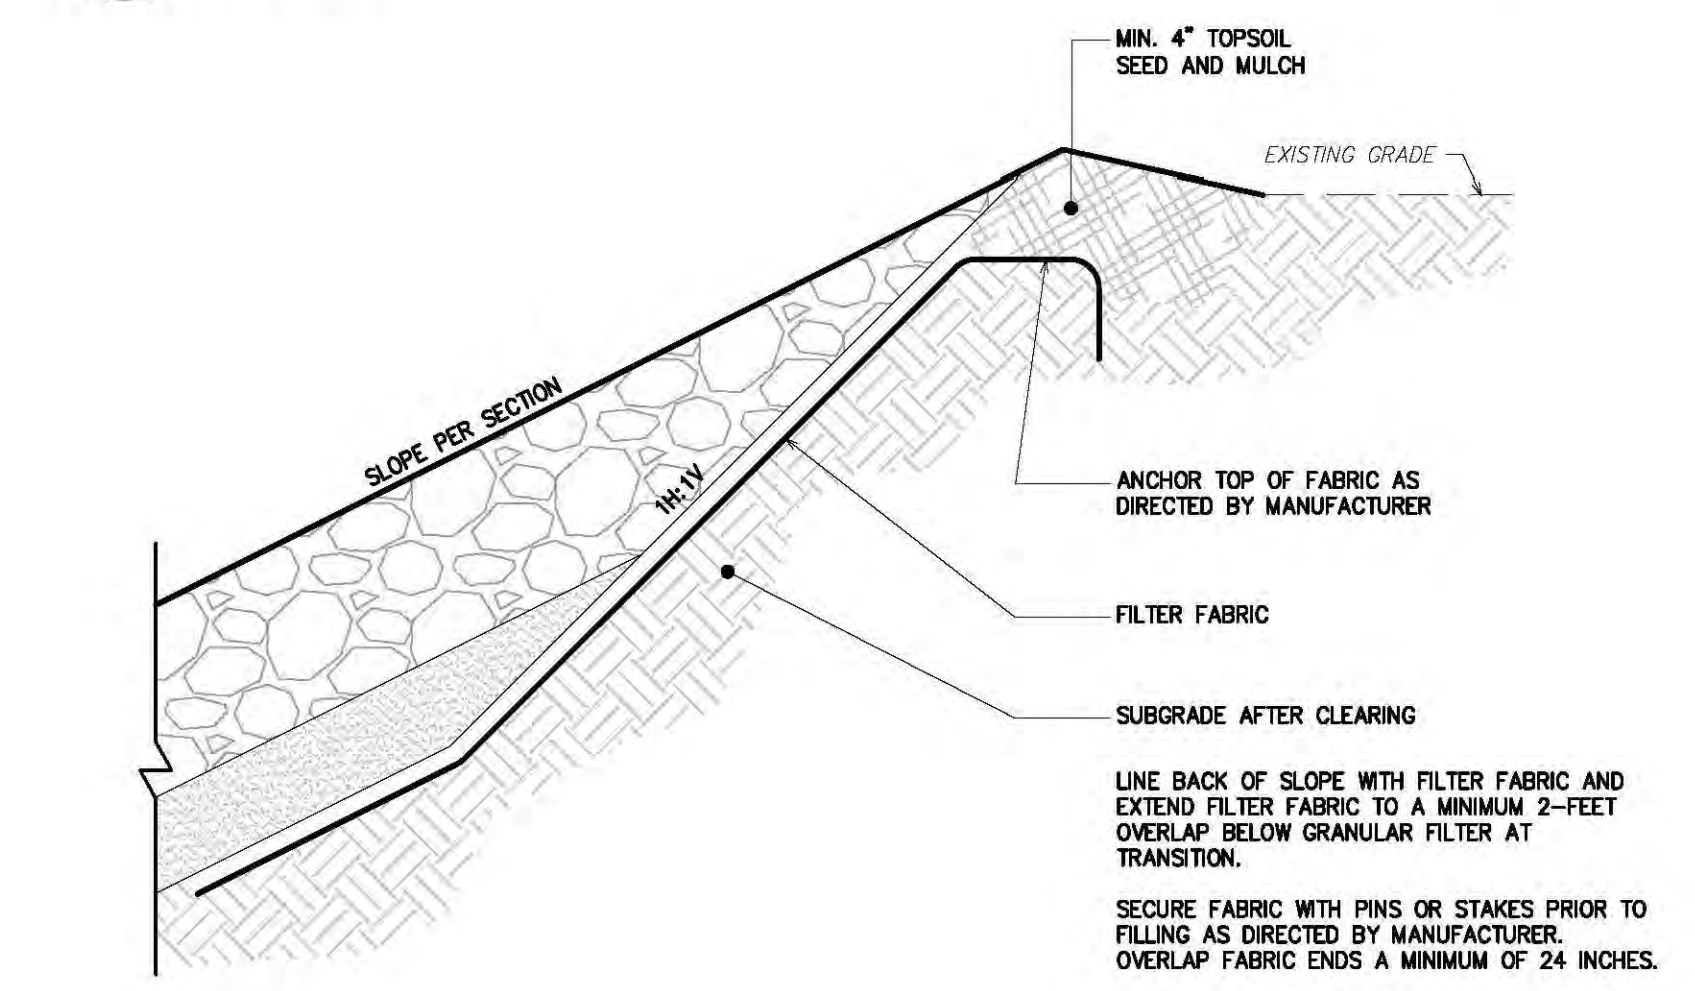 MIN. 4" TOPSOIL
SEED AND MULCH
EXISTING GRADE
SLOPE PER SECTION
1H:1V
ANCHOR TOP OF FABRIC AS
DIRECTED BY MANUFACTURER
FILTER FABRIC
SUBGRADE AFTER CLEARING
LINE BACK OF SLOPE WITH FILTER FABRIC AND
EXTEND FILTER FABRIC TO A MINIMUM 2-FEET
OVERLAP BELOW GRANULAR FILTER AT
TRANSITION.
SECURE FABRIC WITH PINS OR STAKES PRIOR TO
FILLING AS DIRECTED BY MANUFACTURER.
OVERLAP FABRIC ENDS A MINIMUM OF 24 INCHES.